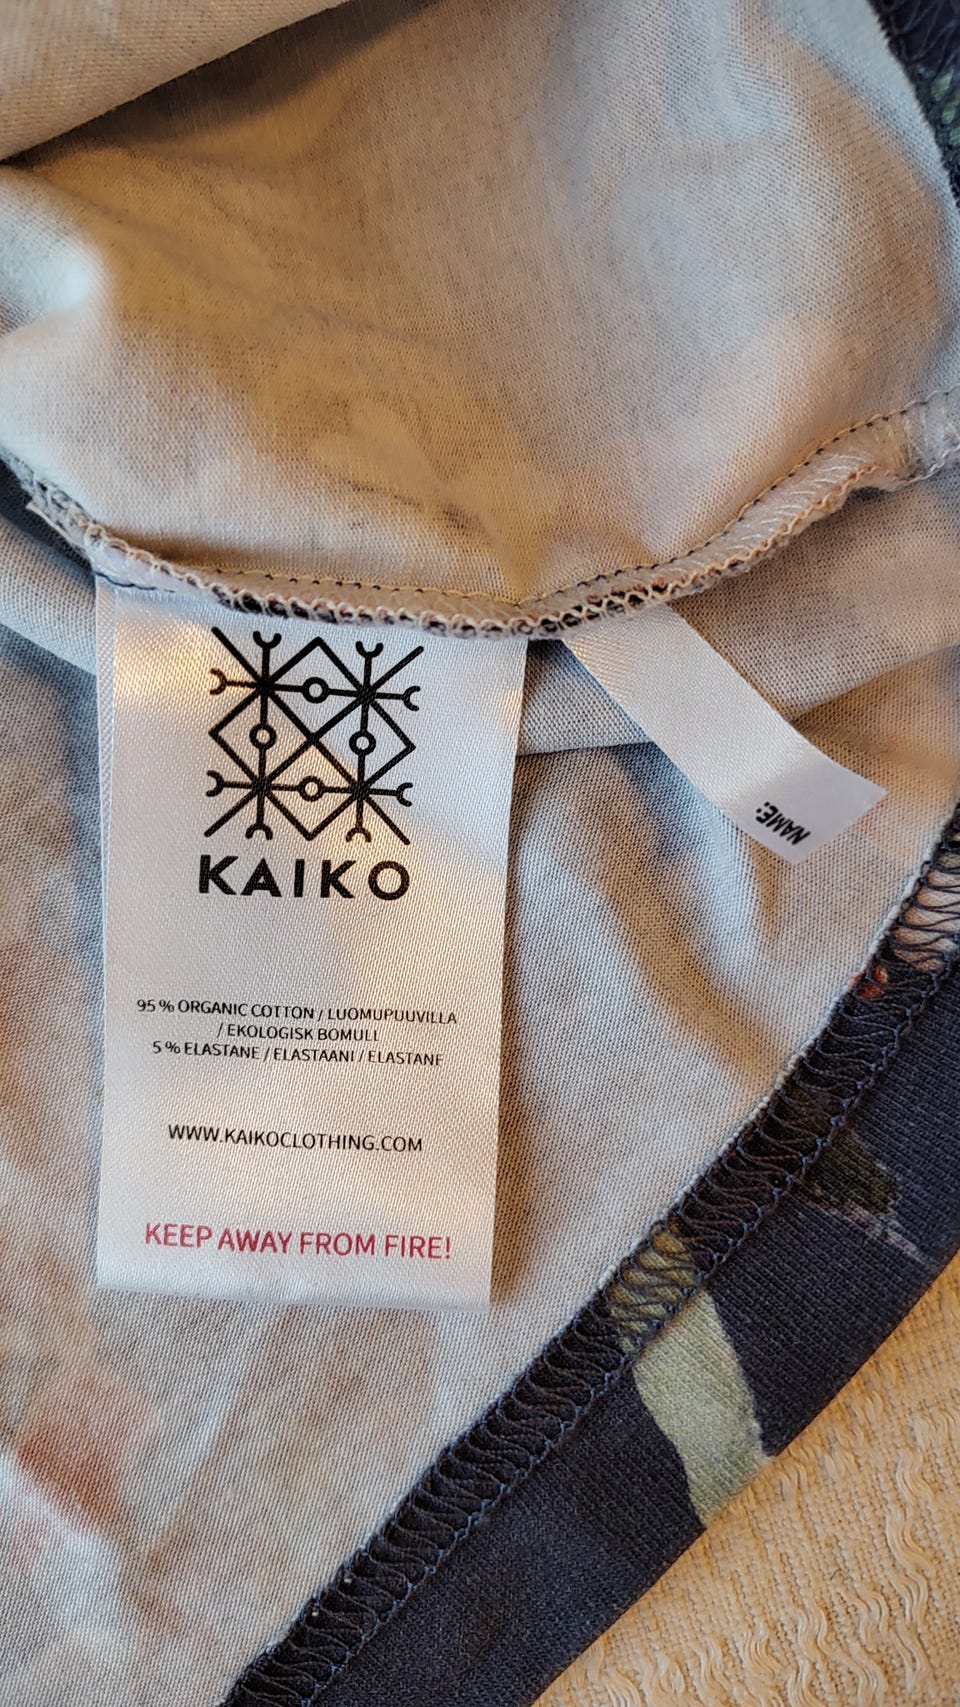 KAIKO
95 % ORGANIC COTTON / LUOMUPUUVILLA
/ EKOLOGISK BOMULL
5 % ELASTANE / ELASTAANI / ELASTANE
WWW.KAIKOCLOTHING.COM
KEEP AWAY FROM FIRE!
NAME: